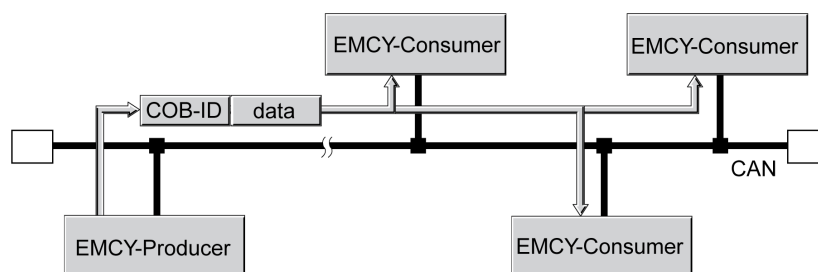 EMCY-Consumer
EMCY-Consumer
COB-ID
data
CAN
EMCY-Producer
EMCY-Consumer